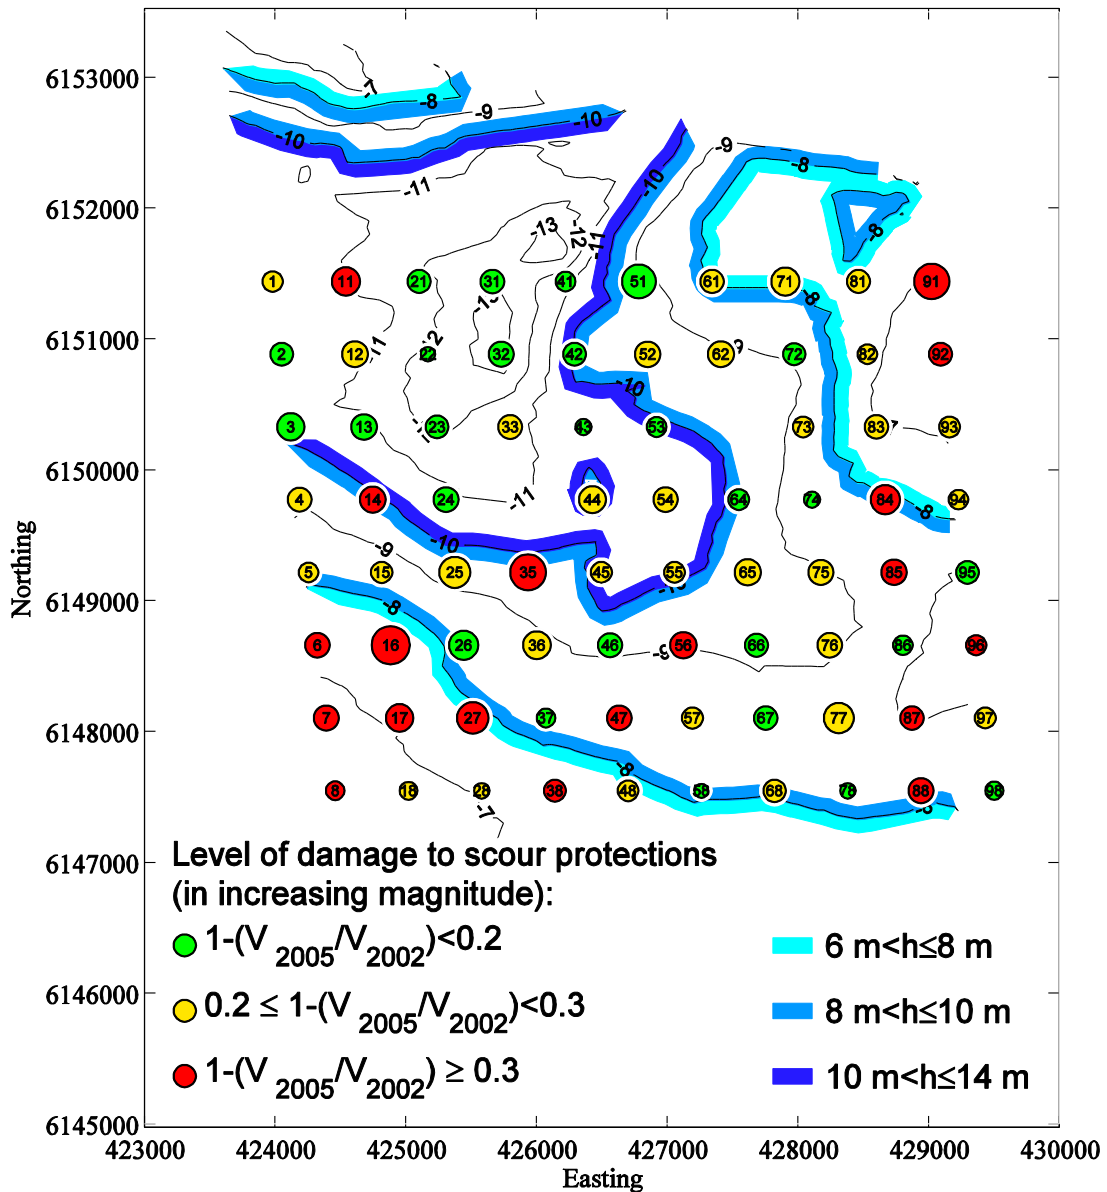 6153000
6152000
6151000
6150000
6149000
6148000
6147000
6146000
6145000
Northing
423000 424000 425000 426000 427000 428000 429000 430000
Easting
-7
-8
-9
-10
-10
-11
-13
-12
-11
-10
-9
-8
-8
1 11 21 31 41 51 61 71 81 91
-8
2 12 22 32 42 52 62 72 82 92
-11
-10
3 13 23 33 43 53 73 83 93
4 14 24 44 54 64 74 84 94
-11
-8
-10
-9
5 15 25 35 45 55 65 75 85 95
-8
6 16 26 36 46 56 66 76 86 96
-9
7 17 27 37 47 57 67 77 87 97
-8
8 18 28 38 48 58 68 78 88 98
-7
Level of damage to scour protections
(in increasing magnitude):
1-(V 2005/V2002)<0.2
0.2 ≤ 1-(V 2005/V2002)<0.3
1-(V 2005/V2002) ≥ 0.3
6 m<h≤8 m
8 m<h≤10 m
10 m<h≤14 m